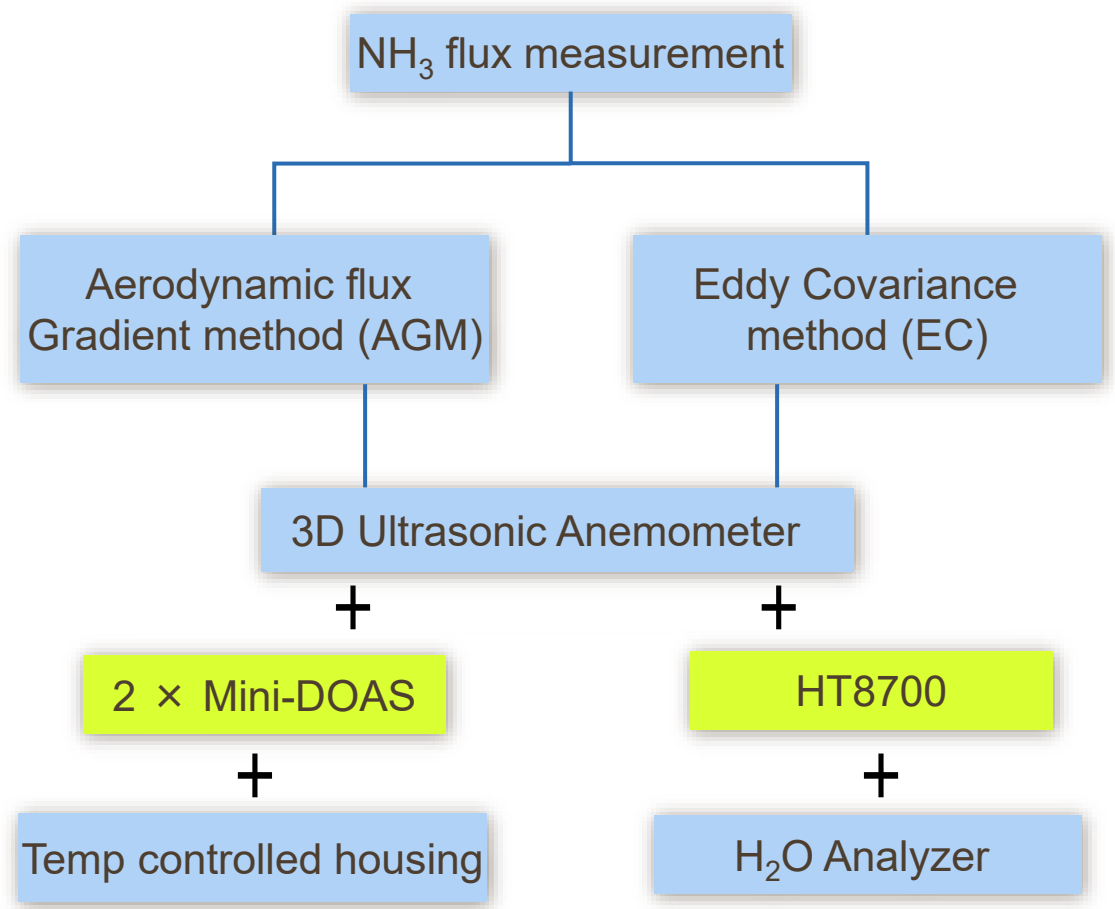 NH₃ flux measurement
Aerodynamic flux
Gradient method (AGM)
Eddy Covariance
method (EC)
3D Ultrasonic Anemometer
+
+
2 × Mini-DOAS
HT8700
+
+
Temp controlled housing
H₂O Analyzer